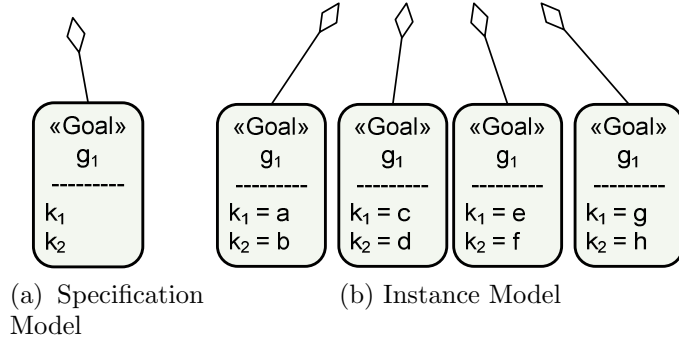 «Goal»
g1
---------
k1
k2
«Goal»
g1
---------
k1 = a
k2 = b
«Goal»
g1
---------
k1 = c
k2 = d
«Goal»
g1
---------
k1 = e
k2 = f
«Goal»
g1
---------
k1 = g
k2 = h
(a) Specification
Model
(b) Instance Model